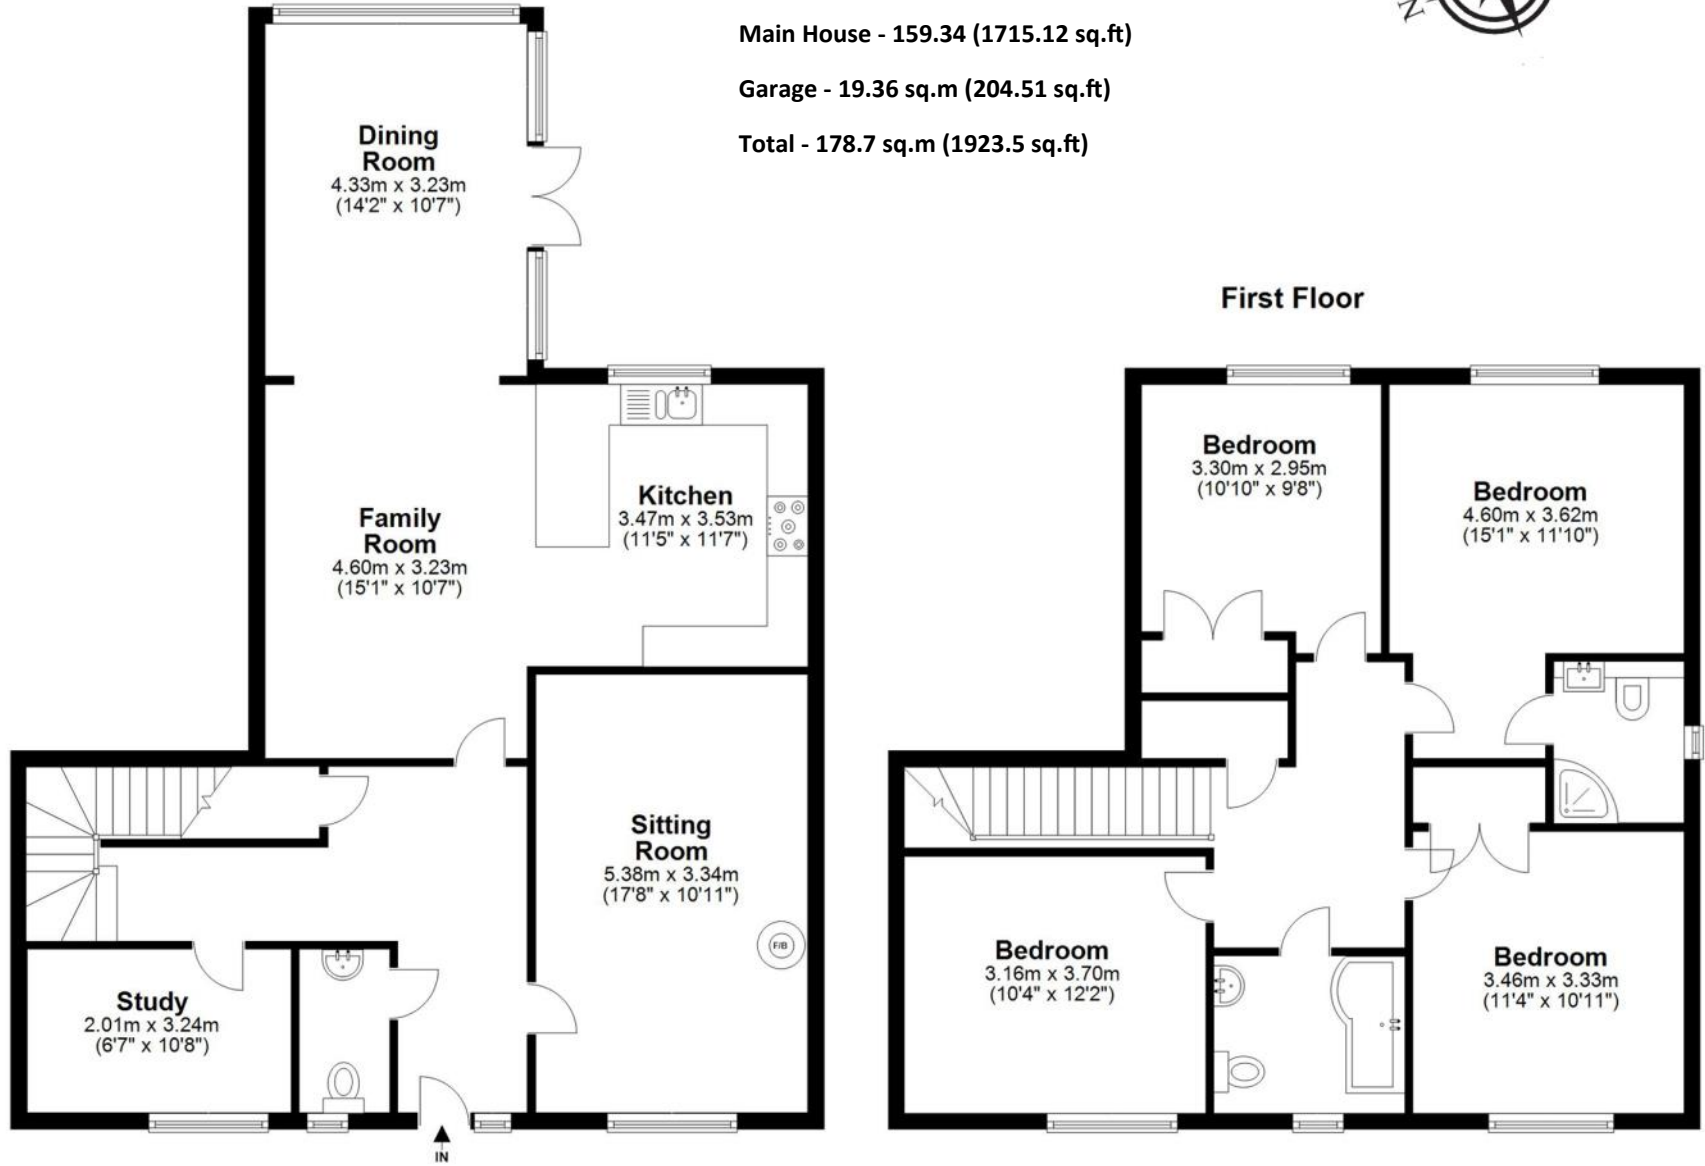 Main House - 159.34 (1715.12 sq.ft)
Garage - 19.36 sq.m (204.51 sq.ft)
Total - 178.7 sq.m (1923.5 sq.ft)
N
Dining
Room
4.33m x 3.23m
(14'2" x 10'7")
Family
Room
4.60m x 3.23m
(15'1" x 10'7")
Kitchen
3.47m x 3.53m
(11'5" x 11'7")
Sitting
Room
5.38m x 3.34m
(17'8" x 10'11")
F/B
Study
2.01m x 3.24m
(6'7" x 10'8")
IN
First Floor
Bedroom
3.30m x 2.95m
(10'10" x 9'8")
Bedroom
4.60m x 3.62m
(15'1" x 11'10")
Bedroom
3.16m x 3.70m
(10'4" x 12'2")
Bedroom
3.46m x 3.33m
(11'4" x 10'11")